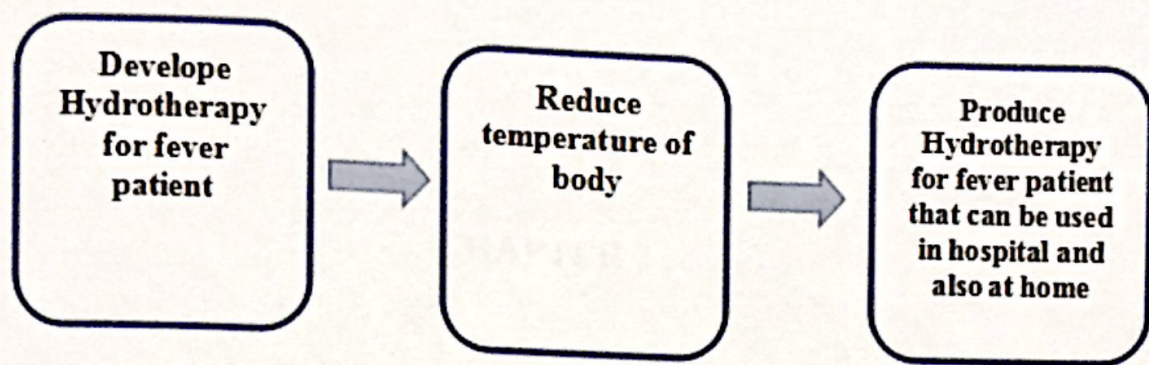 Develope
Hydrotherapy
for fever
patient
Reduce
temperature of
body
Produce
Hydrotherapy
for fever patient
that can be used
in hospital and
also at home